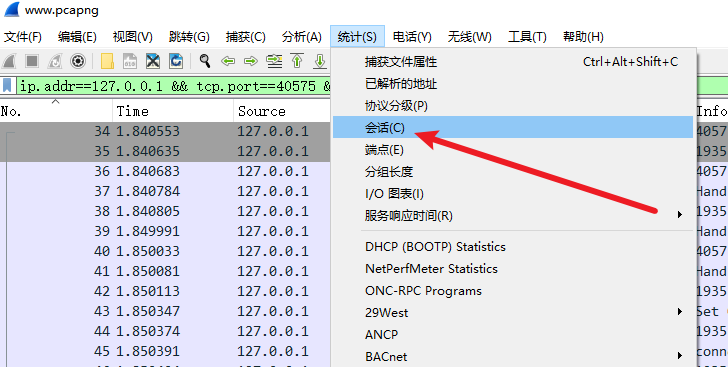 www.pcapng
文件(F) 编辑(E) 视图(V) 跳转(G) 捕获(C) 分析(A) 统计(S) 电话(Y) 无线(W) 工具(T) 帮助(H)
ip.addr==127.0.0.1 && tcp.port==40575 &
No. Time Source Info
34 1.840553 127.0.0.1 4057
35 1.840635 127.0.0.1 1935
36 1.840683 127.0.0.1 4057
37 1.840784 127.0.0.1 Hand
38 1.840805 127.0.0.1 1935
39 1.849991 127.0.0.1 Hand
40 1.850033 127.0.0.1 4057
41 1.850081 127.0.0.1 Hand
42 1.850113 127.0.0.1 1935
43 1.850347 127.0.0.1 Set
44 1.850374 127.0.0.1 1935
45 1.850391 127.0.0.1 conn
捕获文件属性 Ctrl+Alt+Shift+C
已解析的地址
协议分级(P)
会话(C)
端点(E)
分组长度
I/O 图表(I)
服务响应时间(R)
DHCP (BOOTP) Statistics
NetPerfMeter Statistics
ONC-RPC Programs
29West
ANCP
BACnet